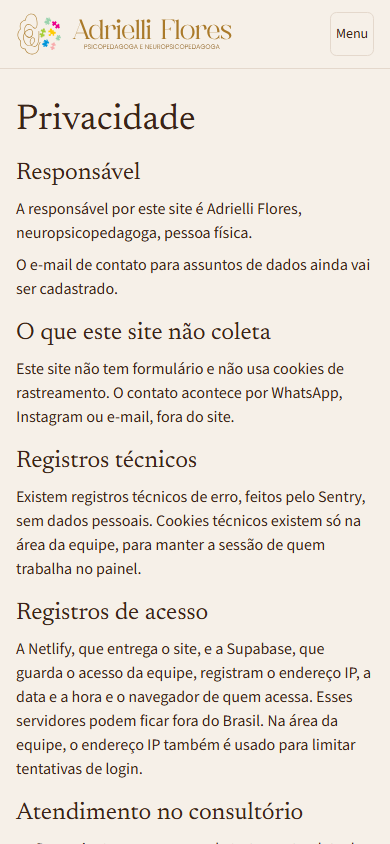 Adrielli Flores
PSICOPEDAGOGA E NEUROPSICOPEDAGOGA
Menu
Privacidade
Responsável
A responsável por este site é Adrielli Flores,
neuropsicopedagoga, pessoa física.
O e-mail de contato para assuntos de dados ainda vai
ser cadastrado.
O que este site não coleta
Este site não tem formulário e não usa cookies de
rastreamento. O contato acontece por WhatsApp,
Instagram ou e-mail, fora do site.
Registros técnicos
Existem registros técnicos de erro, feitos pelo Sentry,
sem dados pessoais. Cookies técnicos existem só na
área da equipe, para manter a sessão de quem
trabalha no painel.
Registros de acesso
A Netlify, que entrega o site, e a Supabase, que
guarda o acesso da equipe, registram o endereço IP, a
data e a hora e o navegador de quem acessa. Esses
servidores podem ficar fora do Brasil. Na área da
equipe, o endereço IP também é usado para limitar
tentativas de login.
Atendimento no consultório